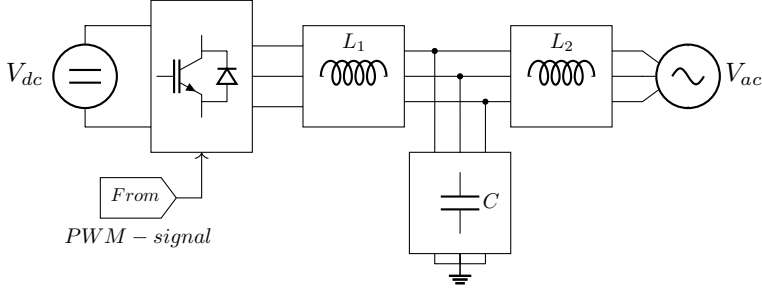 V_dc
L_1
L_2
V_ac
From
PWM − signal
C